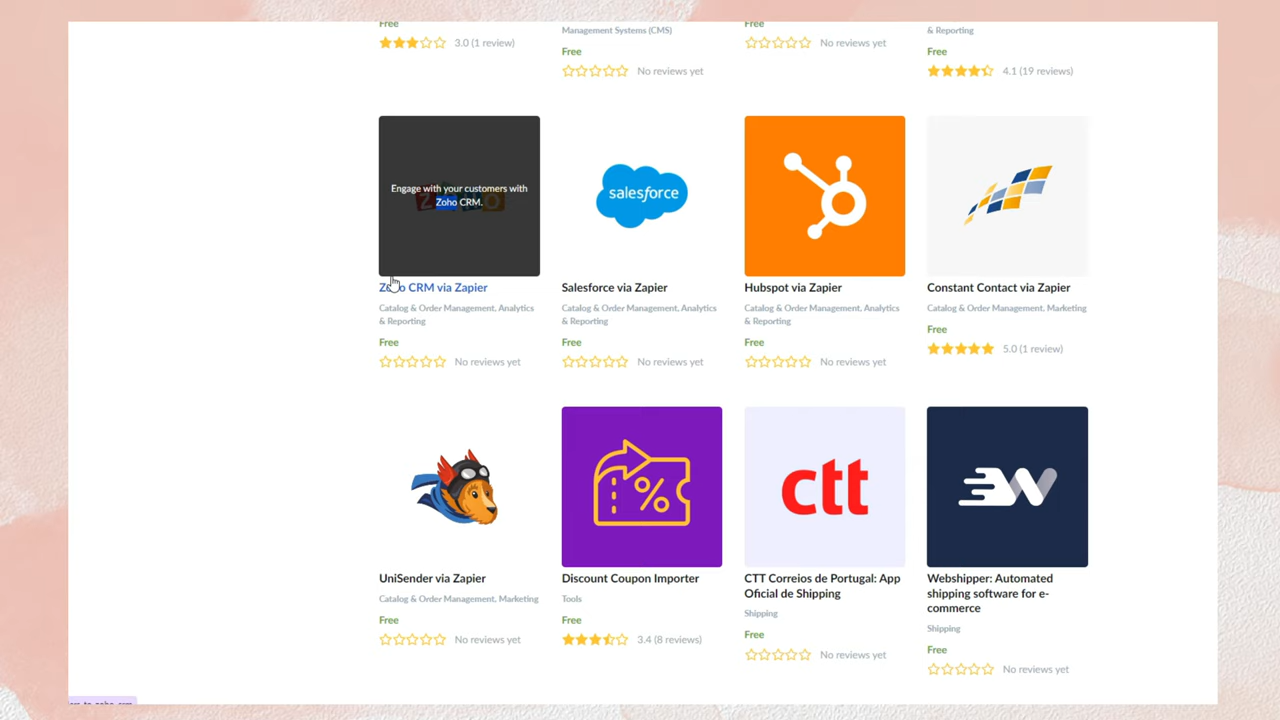 Free
3.0 (1 review)
Management Systems (CMS)
Free
No reviews yet
Free
No reviews yet
& Reporting
Free
4.1 (19 reviews)
Engage with your customers with
Zoho CRM.
Zoho CRM via Zapier
Catalog & Order Management, Analytics
& Reporting
Free
No reviews yet
salesforce
Salesforce via Zapier
Catalog & Order Management, Analytics
& Reporting
Free
No reviews yet
Hubspot via Zapier
Catalog & Order Management, Analytics
& Reporting
Free
No reviews yet
Constant Contact via Zapier
Catalog & Order Management, Marketing
Free
5.0 (1 review)
UniSender via Zapier
Catalog & Order Management, Marketing
Free
No reviews yet
%
Discount Coupon Importer
Tools
Free
3.4 (8 reviews)
ctt
CTT Correios de Portugal: App
Oficial de Shipping
Shipping
Free
No reviews yet
W
Webshipper: Automated
shipping software for e-
commerce
Shipping
Free
No reviews yet